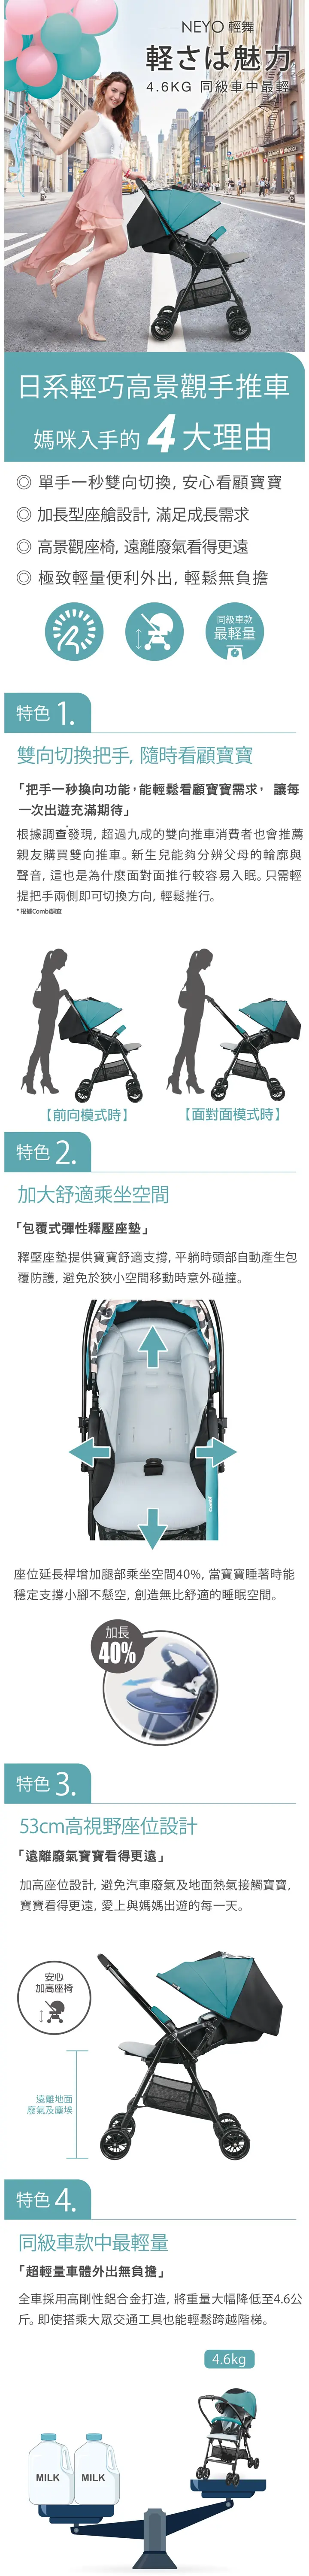 NEYO 輕舞
軽さは魅力
4.6KG 同級車中最輕
日系輕巧高景觀手推車
媽咪入手的4大理由
◎ 單手一秒雙向切換, 安心看顧寶寶
◎ 加長型座艙設計, 滿足成長需求
◎ 高景觀座椅, 遠離廢氣看得更遠
◎ 極致輕量便利外出, 輕鬆無負擔
同級車款
最輕量
特色 1.
雙向切換把手, 隨時看顧寶寶
「把手一秒換向功能，能輕鬆看顧寶寶需求， 讓每
一次出遊充滿期待」
根據調查*發現, 超過九成的雙向推車消費者也會推薦
親友購買雙向推車。新生兒能夠分辨父母的輪廓與
聲音, 這也是為什麼面對面推行較容易入眠。只需輕
提把手兩側即可切換方向, 輕鬆推行。
* 根據Combi調查
【前向模式時】
【面對面模式時】
特色 2.
加大舒適乘坐空間
「包覆式彈性釋壓座墊」
釋壓座墊提供寶寶舒適支撐, 平躺時頭部自動產生包
覆防護, 避免於狹小空間移動時意外碰撞。
Combi
座位延長桿增加腿部乘坐空間40%, 當寶寶睡著時能
穩定支撐小腳不懸空, 創造無比舒適的睡眠空間。
加長
40%
特色 3.
53cm高視野座位設計
「遠離廢氣寶寶看得更遠」
加高座位設計, 避免汽車廢氣及地面熱氣接觸寶寶,
寶寶看得更遠, 愛上與媽媽出遊的每一天。
安心
加高座椅
遠離地面
廢氣及塵埃
特色 4.
同級車款中最輕量
「超輕量車體外出無負擔」
全車採用高剛性鋁合金打造, 將重量大幅降低至4.6公
斤。即使搭乘大眾交通工具也能輕鬆跨越階梯。
4.6kg
MILK
MILK